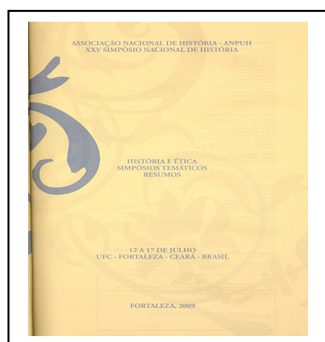 ASSOCIAÇÃO NACIONAL DE HISTÓRIA - ANPUH
XXV SIMPÓSIO NACIONAL DE HISTÓRIA
HISTÓRIA E ÉTICA
SIMPÓSIOS TEMÁTICOS
RESUMOS
12 A 17 DE JULHO
UFC - FORTALEZA - CEARÁ - BRASIL
FORTALEZA, 2009